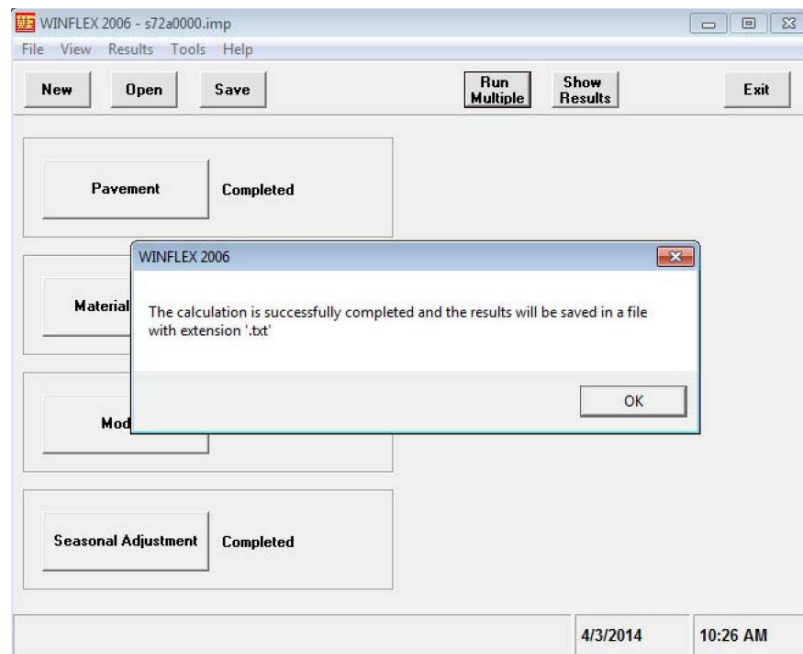 WINFLEX 2006 - s72a0000.imp
File View Results Tools Help
New Open Save Run Multiple Show Results Exit
Pavement Completed
WINFLEX 2006
Material
The calculation is successfully completed and the results will be saved in a file
with extension '.txt'
OK
Mod
Seasonal Adjustment Completed
4/3/2014 10:26 AM